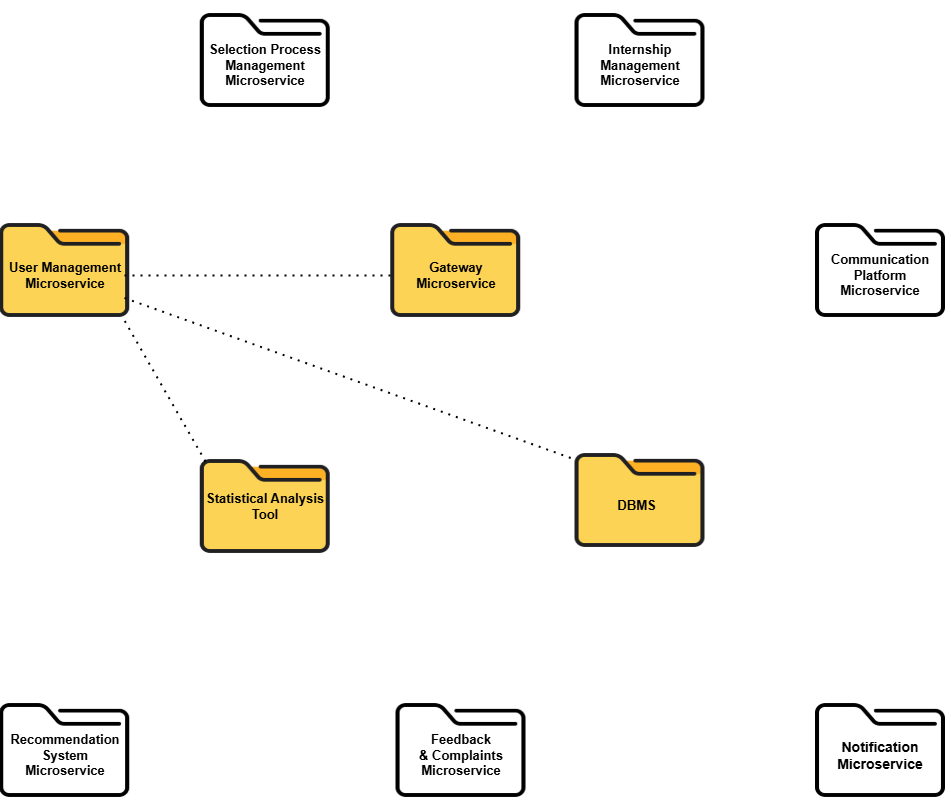 Selection Process
Management
Microservice
Internship
Management
Microservice
User Management
Microservice
Gateway
Microservice
Communication
Platform
Microservice
Statistical Analysis
Tool
DBMS
Recommendation
System
Microservice
Feedback
& Complaints
Microservice
Notification
Microservice